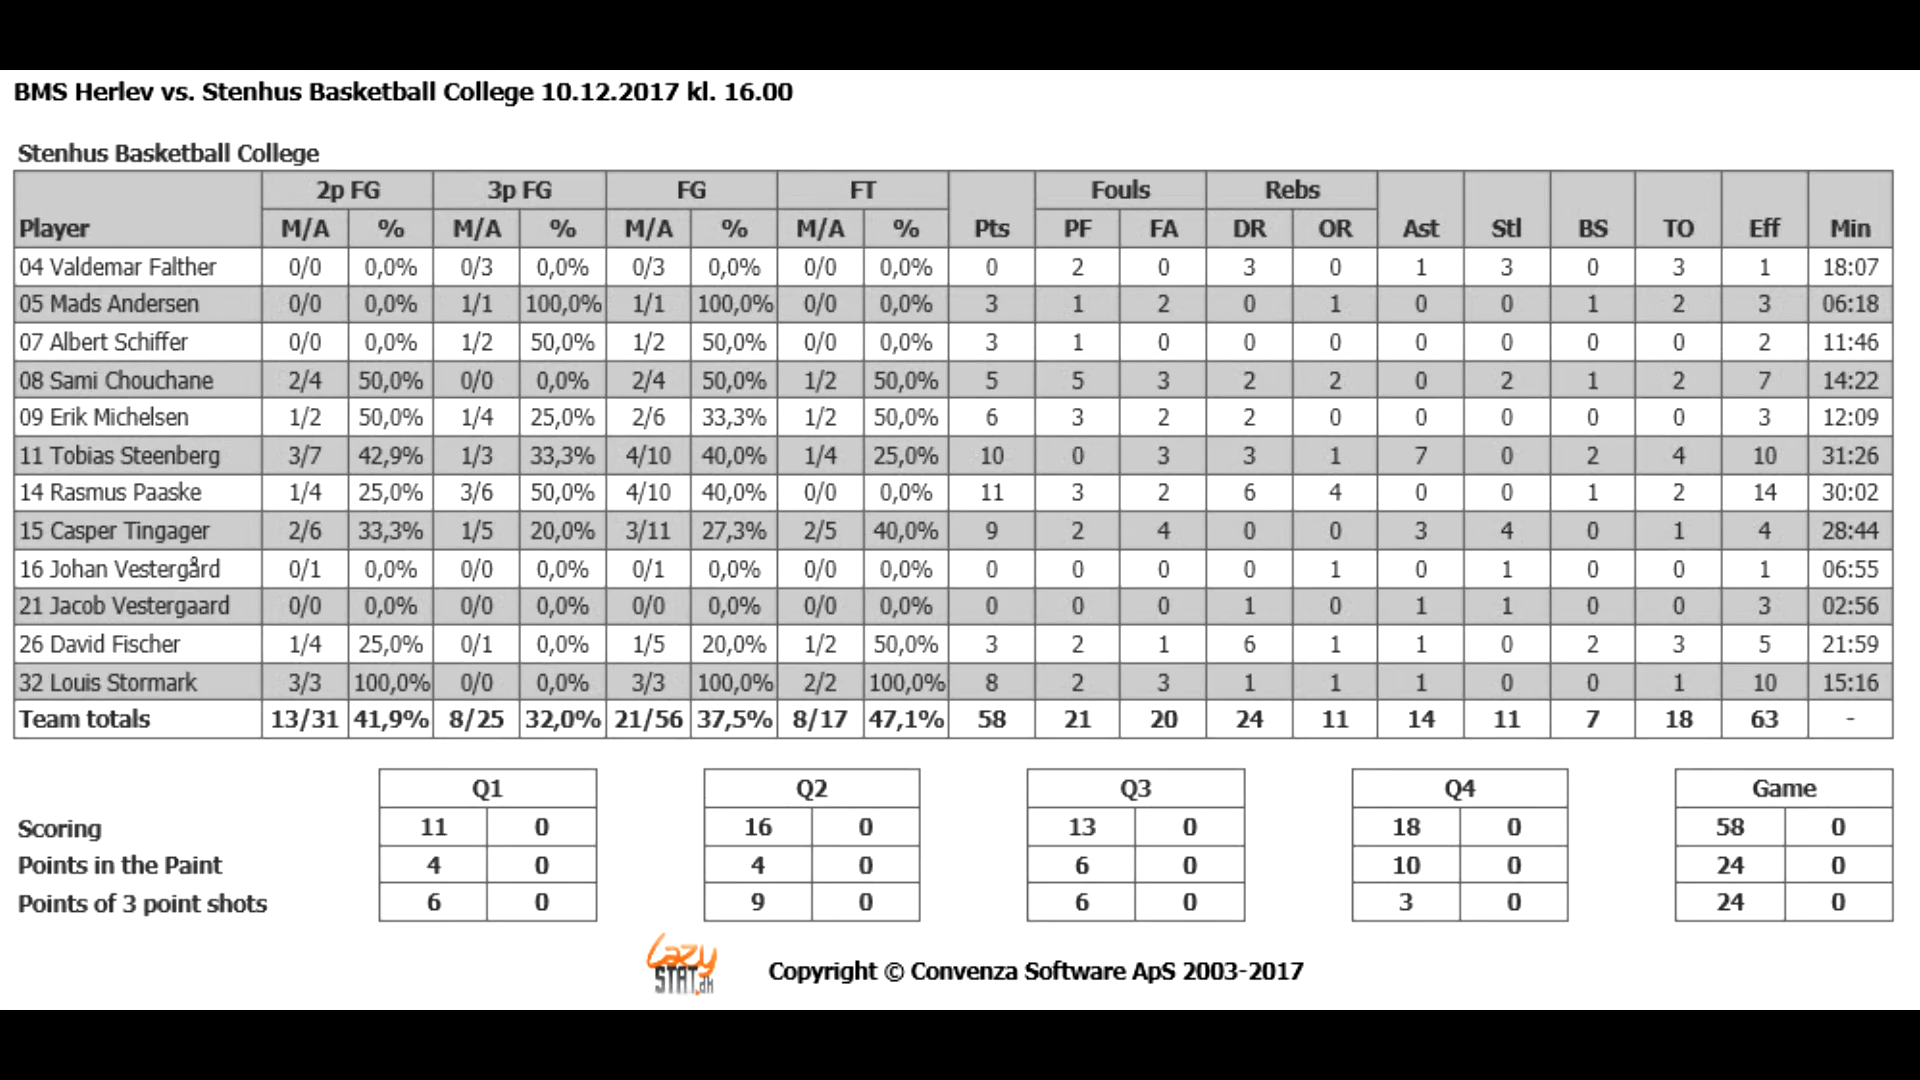 BMS Herlev vs. Stenhus Basketball College 10.12.2017 kl. 16.00
Stenhus Basketball College
2p FG 3p FG FG FT Fouls Rebs
Player M/A % M/A % M/A % M/A % Pts PF FA DR OR Ast Stl BS TO Eff Min
04 Valdemar Falther 0/0 0,0% 0/3 0,0% 0/3 0,0% 0/0 0,0% 0 2 0 3 0 1 3 0 3 1 18:07
05 Mads Andersen 0/0 0,0% 1/1 100,0% 1/1 100,0% 0/0 0,0% 3 1 2 0 1 0 0 1 2 3 06:18
07 Albert Schiffer 0/0 0,0% 1/2 50,0% 1/2 50,0% 0/0 0,0% 3 1 0 0 0 0 0 0 0 2 11:46
08 Sami Chouchane 2/4 50,0% 0/0 0,0% 2/4 50,0% 1/2 50,0% 5 5 3 2 2 0 2 1 2 7 14:22
09 Erik Michelsen 1/2 50,0% 1/4 25,0% 2/6 33,3% 1/2 50,0% 6 3 2 2 0 0 0 0 0 3 12:09
11 Tobias Steenberg 3/7 42,9% 1/3 33,3% 4/10 40,0% 1/4 25,0% 10 0 3 3 1 7 0 2 4 10 31:26
14 Rasmus Paaske 1/4 25,0% 3/6 50,0% 4/10 40,0% 0/0 0,0% 11 3 2 6 4 0 0 1 2 14 30:02
15 Casper Tingager 2/6 33,3% 1/5 20,0% 3/11 27,3% 2/5 40,0% 9 2 4 0 0 3 4 0 1 4 28:44
16 Johan Vestergård 0/1 0,0% 0/0 0,0% 0/1 0,0% 0/0 0,0% 0 0 0 0 1 0 1 0 0 1 06:55
21 Jacob Vestergaard 0/0 0,0% 0/0 0,0% 0/0 0,0% 0/0 0,0% 0 0 0 1 0 1 1 0 0 3 02:56
26 David Fischer 1/4 25,0% 0/1 0,0% 1/5 20,0% 1/2 50,0% 3 2 1 6 1 1 0 2 3 5 21:59
32 Louis Stormark 3/3 100,0% 0/0 0,0% 3/3 100,0% 2/2 100,0% 8 2 3 1 1 1 0 0 1 10 15:16
Team totals 13/31 41,9% 8/25 32,0% 21/56 37,5% 8/17 47,1% 58 21 20 24 11 14 11 7 18 63 -
Q1 Q2 Q3 Q4 Game
Scoring 11 0 16 0 13 0 18 0 58 0
Points in the Paint 4 0 4 0 6 0 10 0 24 0
Points of 3 point shots 6 0 9 0 6 0 3 0 24 0
Lazy
STAT.dk
Copyright © Convenza Software ApS 2003-2017